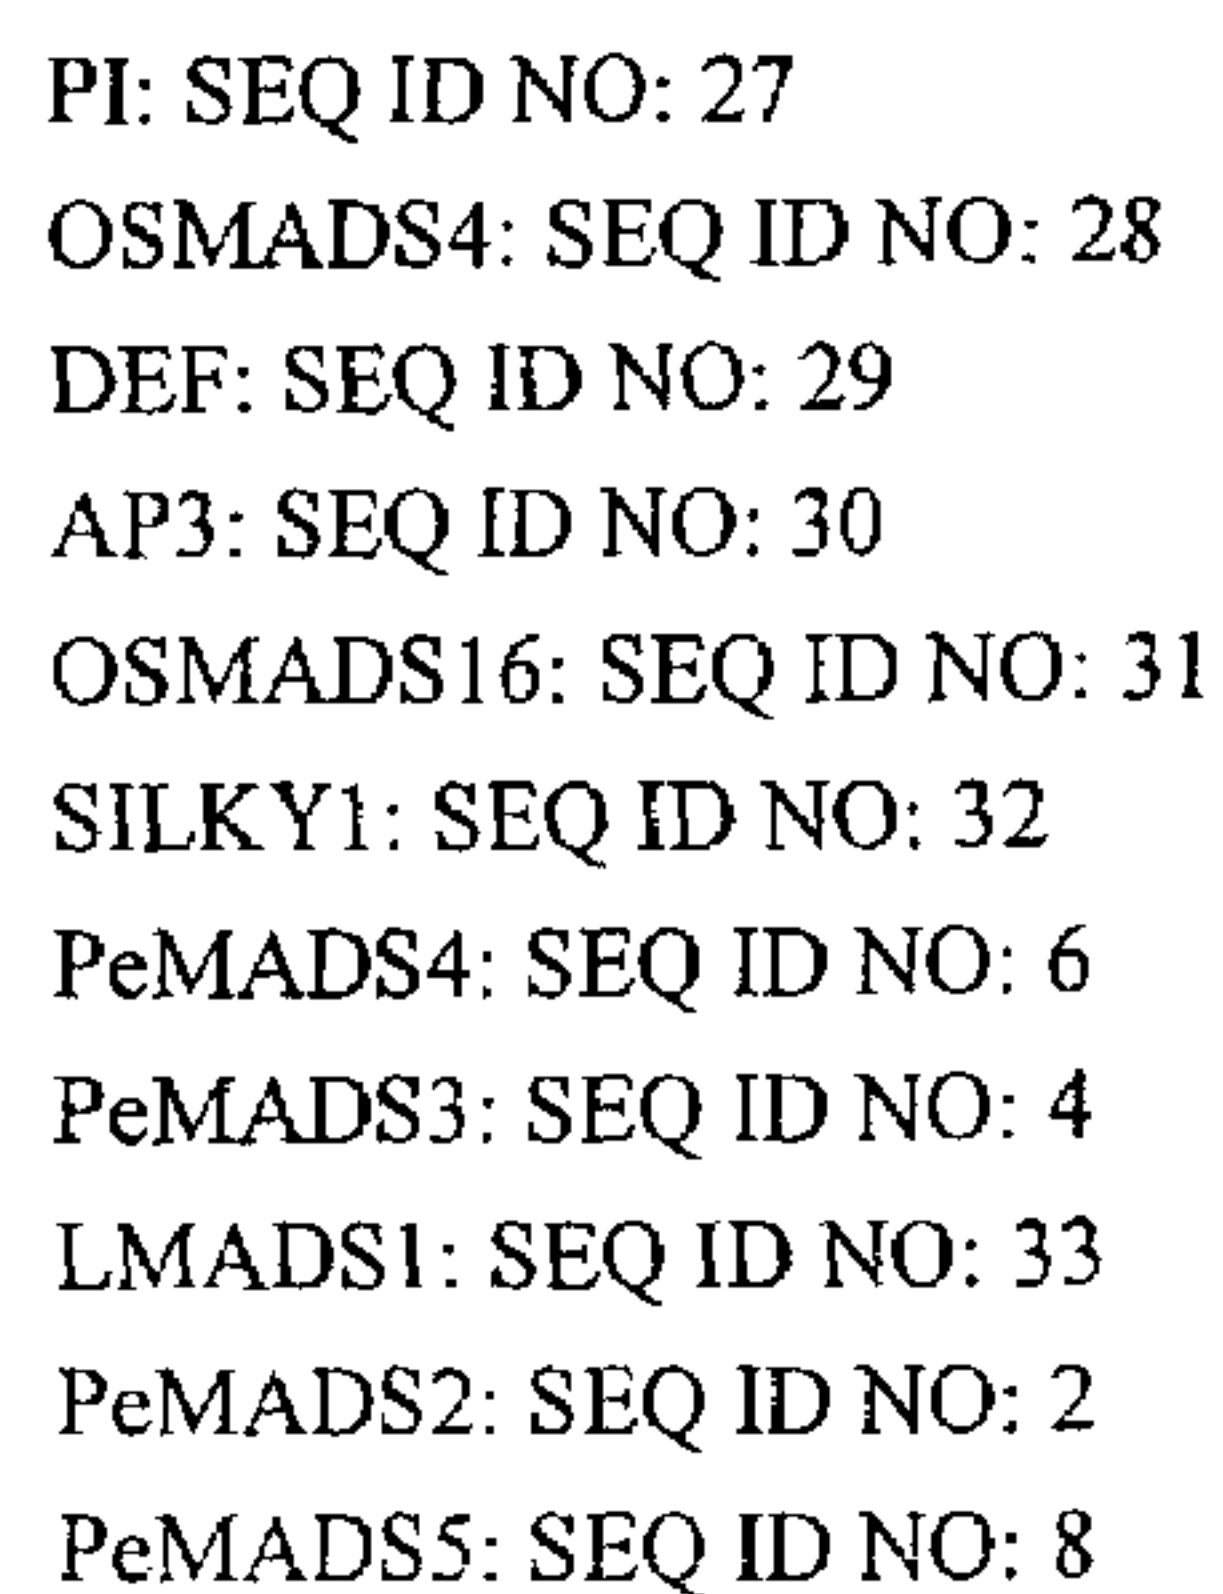 PI: SEQ ID NO: 27
OSMADS4: SEQ ID NO: 28
DEF: SEQ ID NO: 29
AP3: SEQ ID NO: 30
OSMADS16: SEQ ID NO: 31
SILKY1: SEQ ID NO: 32
PeMADS4: SEQ ID NO: 6
PeMADS3: SEQ ID NO: 4
LMADS1: SEQ ID NO: 33
PeMADS2: SEQ ID NO: 2
PeMADS5: SEQ ID NO: 8